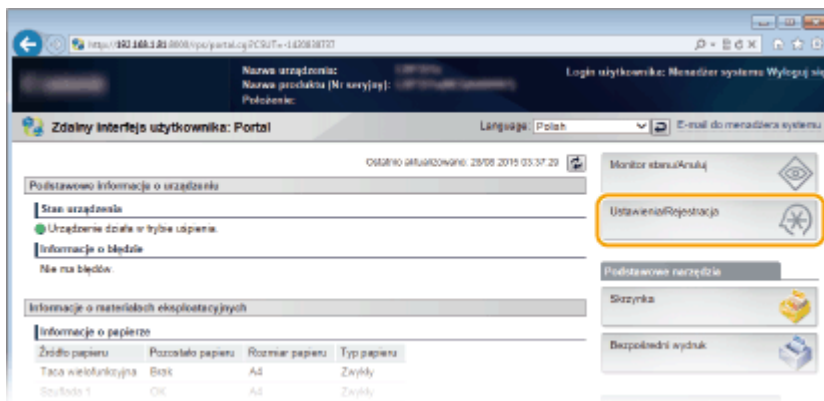 Nazwa urządzenia:
Nazwa produktu (Nr seryjny):
Położenie:
Login użytkownika: Menedżer systemu Wyloguj się
Zdalny interfejs użytkownika: Portal
Language: Polish
E-mail do menadżera systemu
Ostatnio aktualizowano: 28/08 2015 03:37:29
Monitor stanu/Anuluj
Podstawowe informacje o urządzeniu
Stan urządzenia
Ustawienia/Rejestracja
Urządzenie działa w trybie uśpienia.
Informacje o błędzie
Nie ma błędów.
Podstawowe narzędzia
Skrzynka
Informacje o materiałach eksploatacyjnych
Informacje o papierze
Bezpośredni wydruk
Źródło papieru Pozostało papieru Rozmiar papieru Typ papieru
Taca wielofunkcyjna Brak A4 Zwykły
Szuflada 1 OK A4 Zwykły